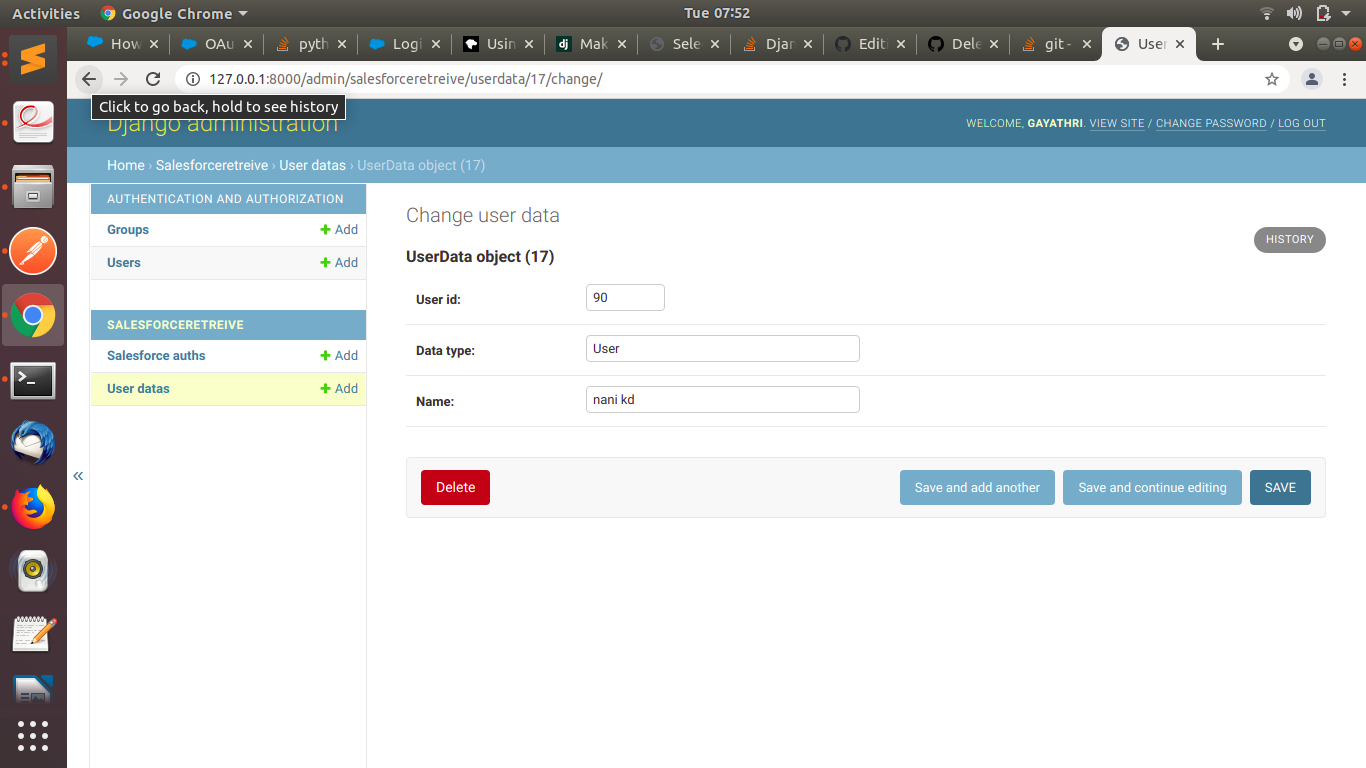 Activities Google Chrome Tue 07:52
How OAu pyth Logi Usin Mak Sele Djan Editi Dele git - User
127.0.0.1:8000/admin/salesforceretreive/userdata/17/change/
Click to go back, hold to see history
Django administration
WELCOME, GAYATHRI. VIEW SITE / CHANGE PASSWORD / LOG OUT
Home › Salesforceretreive › User datas › UserData object (17)
AUTHENTICATION AND AUTHORIZATION
Groups + Add
Users + Add
SALESFORCERETREIVE
Salesforce auths + Add
User datas + Add
«
Change user data
HISTORY
UserData object (17)
User id: 90
Data type: User
Name: nani kd
Delete Save and add another Save and continue editing SAVE